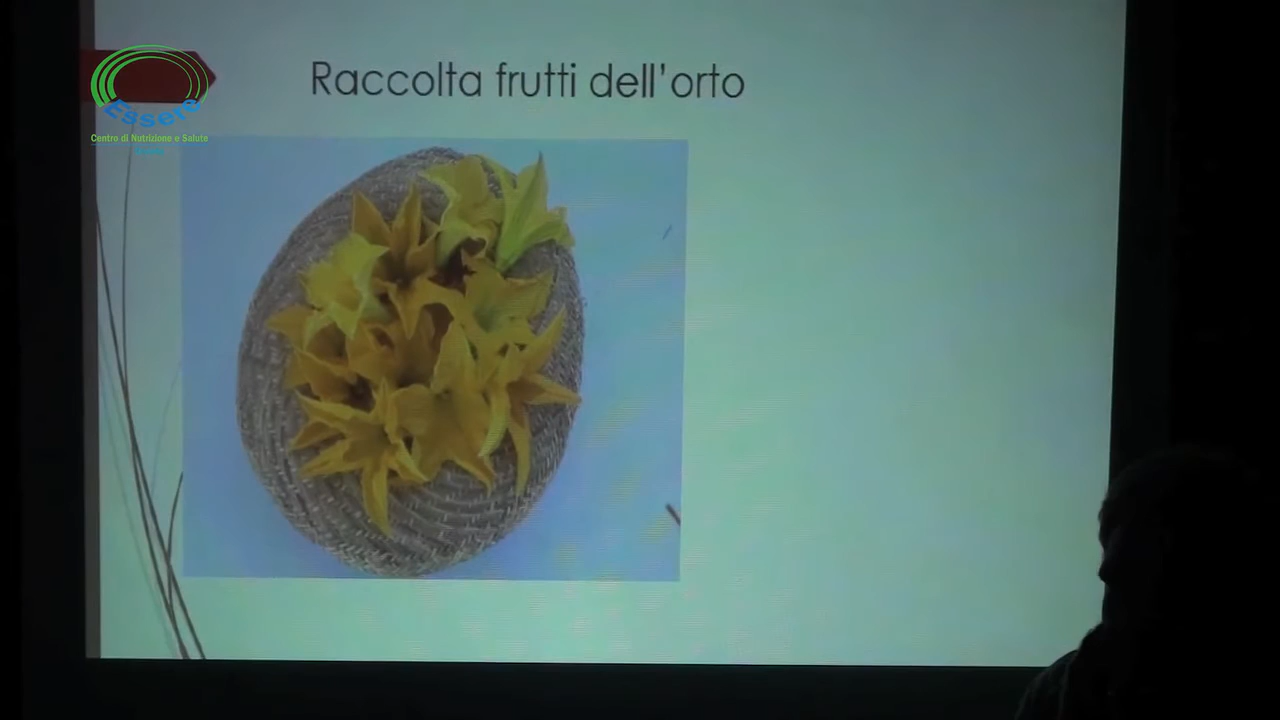 Raccolta frutti dell'orto
Essere
Centro di Nutrizione e Salute